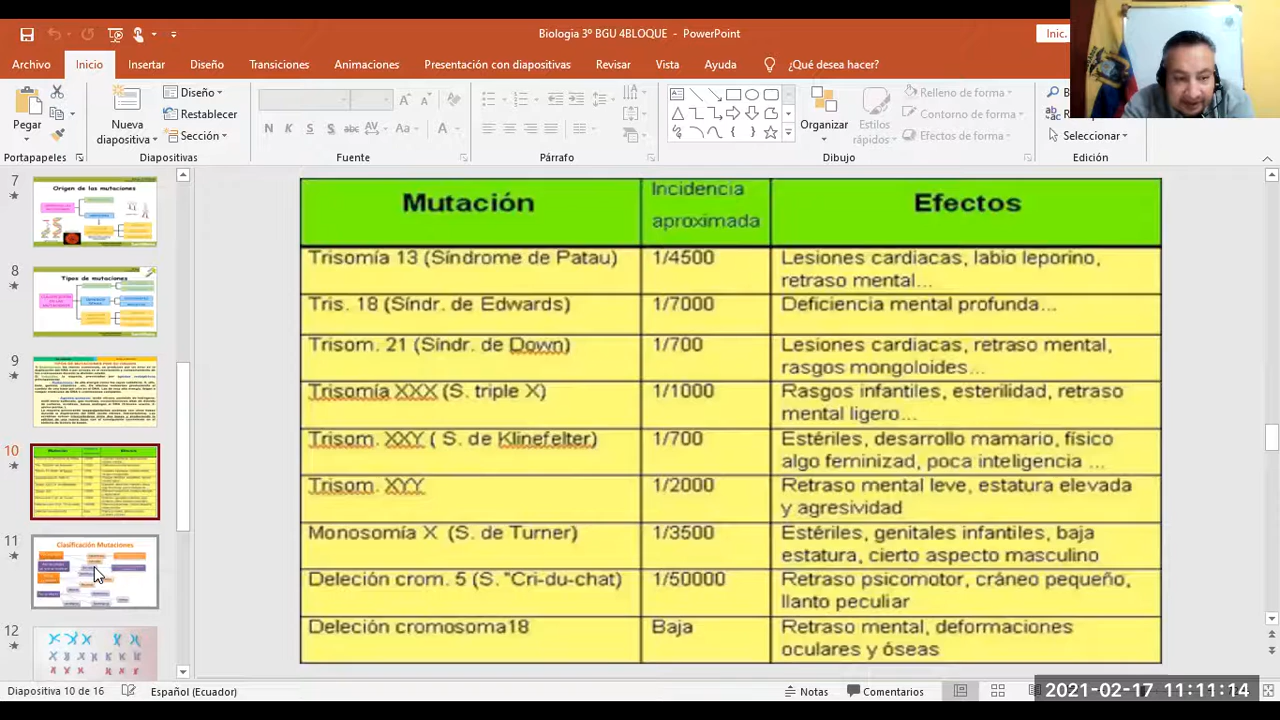 Biologia 3º BGU 4BLOQUE - PowerPoint
Inic.
Archivo
Inicio
Insertar
Diseño
Transiciones
Animaciones
Presentación con diapositivas
Revisar
Vista
Ayuda
¿Qué desea hacer?
Pegar
Nueva
diapositiva
Diseño
Restablecer
Sección
N K S abc AV Aa A
Organizar
Estilos
rápidos
Relleno de forma
Contorno de forma
Efectos de forma
Seleccionar
Portapapeles
Diapositivas
Fuente
Párrafo
Dibujo
Edición
7
Origen de las mutaciones
8
Tipos de mutaciones
9
10
11
Clasificación Mutaciones
12
Mutación Incidencia aproximada Efectos
Trisomía 13 (Síndrome de Patau) 1/4500 Lesiones cardiacas, labio leporino,
retraso mental...
Tris. 18 (Síndr. de Edwards) 1/7000 Deficiencia mental profunda...
Trisom. 21 (Síndr. de Down) 1/700 Lesiones cardiacas, retraso mental,
rasgos mongoloides...
Trisomía XXX (S. triple X) 1/1000 Rasgos infantiles, esterilidad, retraso
mental ligero...
Trisom. XXY ( S. de Klinefelter) 1/700 Estériles, desarrollo mamario, físico
algo feminizad, poca inteligencia ...
Trisom. XYY 1/2000 Retraso mental leve estatura elevada
y agresividad
Monosomía X (S. de Turner) 1/3500 Estériles, genitales infantiles, baja
estatura, cierto aspecto masculino
Deleción crom. 5 (S. "Cri-du-chat) 1/50000 Retraso psicomotor, cráneo pequeño,
llanto peculiar
Deleción cromosoma18 Baja Retraso mental, deformaciones
oculares y óseas
Diapositiva 10 de 16
Español (Ecuador)
Notas
Comentarios
2021-02-17 11:11:14